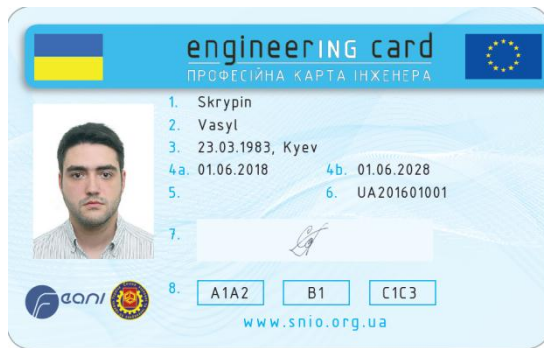 engineerING card
ПРОФЕСІЙНА КАРТА ІНЖЕНЕРА
1. Skrypin
2. Vasyl
3. 23.03.1983, Kyev
4a. 01.06.2018 4b. 01.06.2028
5. 6. UA201601001
7.
8. A1A2 B1 C1C3
www.snio.org.ua